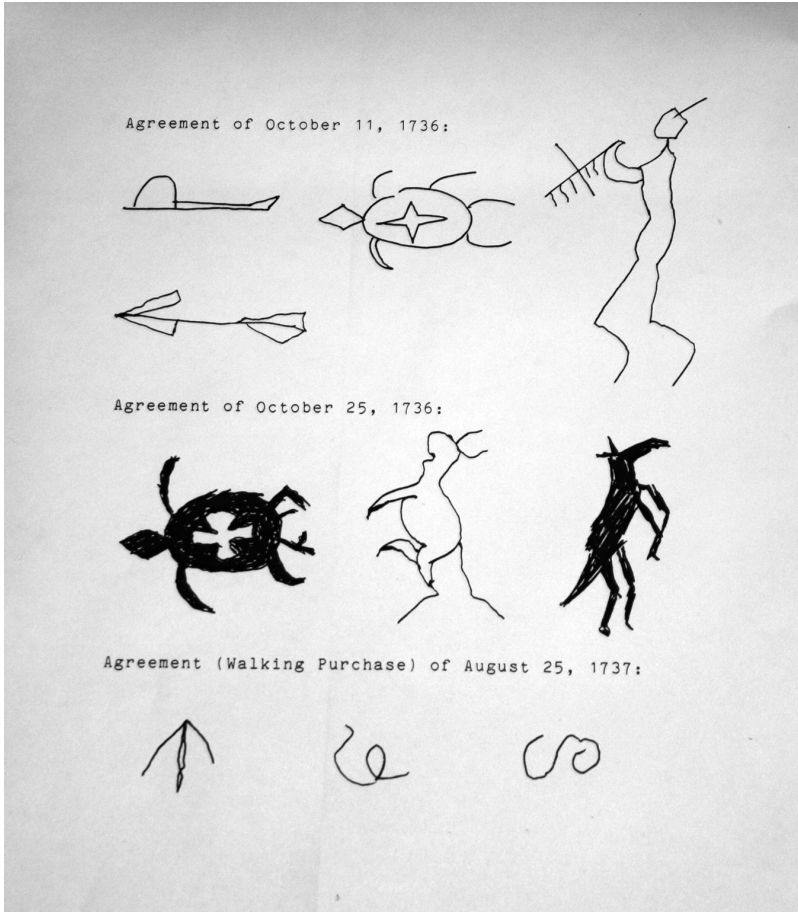 Agreement of October 11, 1736:
Agreement of October 25, 1736:
Agreement (Walking Purchase) of August 25, 1737: